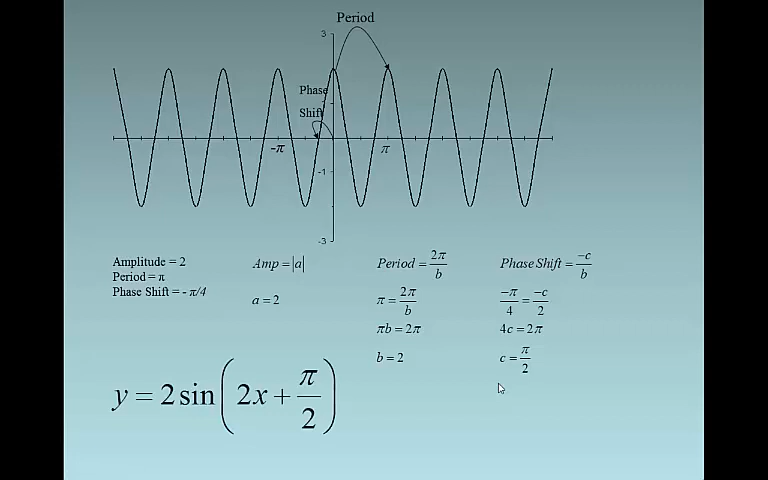 Period
3
Phase
Shift
-π
π
-1
-3
Amplitude = 2
Period = π
Phase Shift = - π/4
Amp = |a|
a = 2
Period = 2π/b
π = 2π/b
πb = 2π
b = 2
Phase Shift = -c/b
-π/4 = -c/2
4c = 2π
c = π/2
y = 2 sin(2x + π/2)